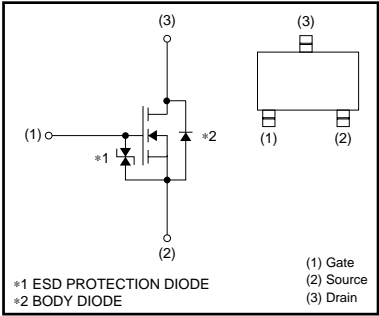 (3)
(3)
(1)
∗2
∗1
(1)
(2)
(2)
(1) Gate
(2) Source
(3) Drain
∗1 ESD PROTECTION DIODE
∗2 BODY DIODE